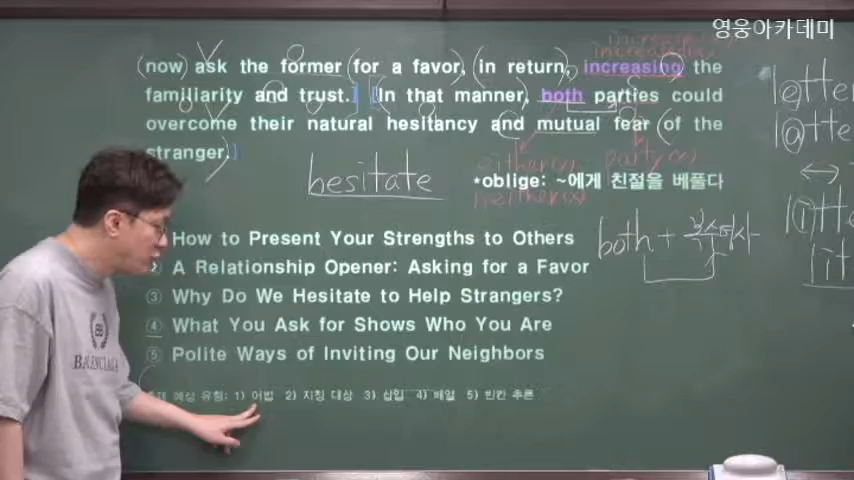 영웅아카데미
(now) ask the former (for a favor), (in return), increasing the
familiarity and trust.] [(In that manner), both parties could
overcome their natural hesitancy and mutual fear (of the
stranger).]
hesitate
*oblige: ~에게 친절을 베풀다
both +
How to Present Your Strengths to Others
② A Relationship Opener: Asking for a Favor
③ Why Do We Hesitate to Help Strangers?
④ What You Ask for Shows Who You Are
⑤ Polite Ways of Inviting Our Neighbors
예상 유형: 1) 어법 2) 지칭 대상 3) 삽입 4) 배열 5) 빈칸 추론
BALENCIAGA